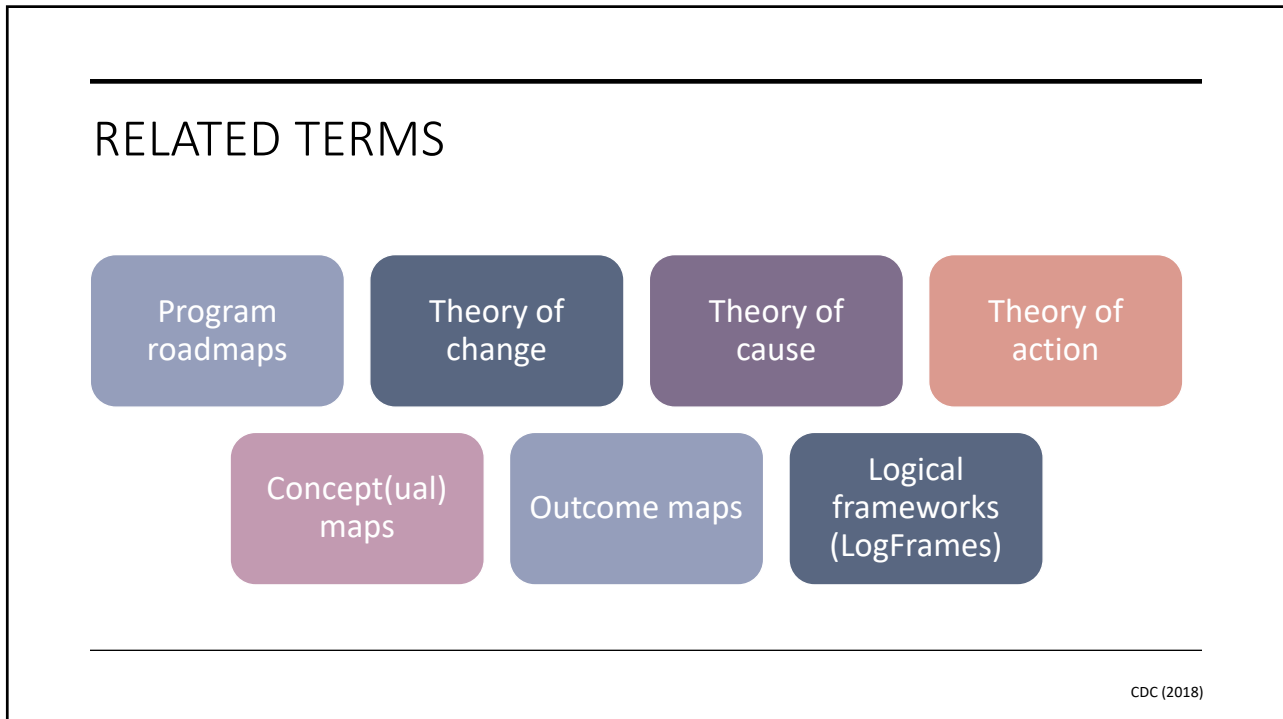 RELATED TERMS
Program
roadmaps
Theory of
change
Theory of
cause
Theory of
action
Concept(ual)
maps
Outcome maps
Logical
frameworks
(LogFrames)
CDC (2018)